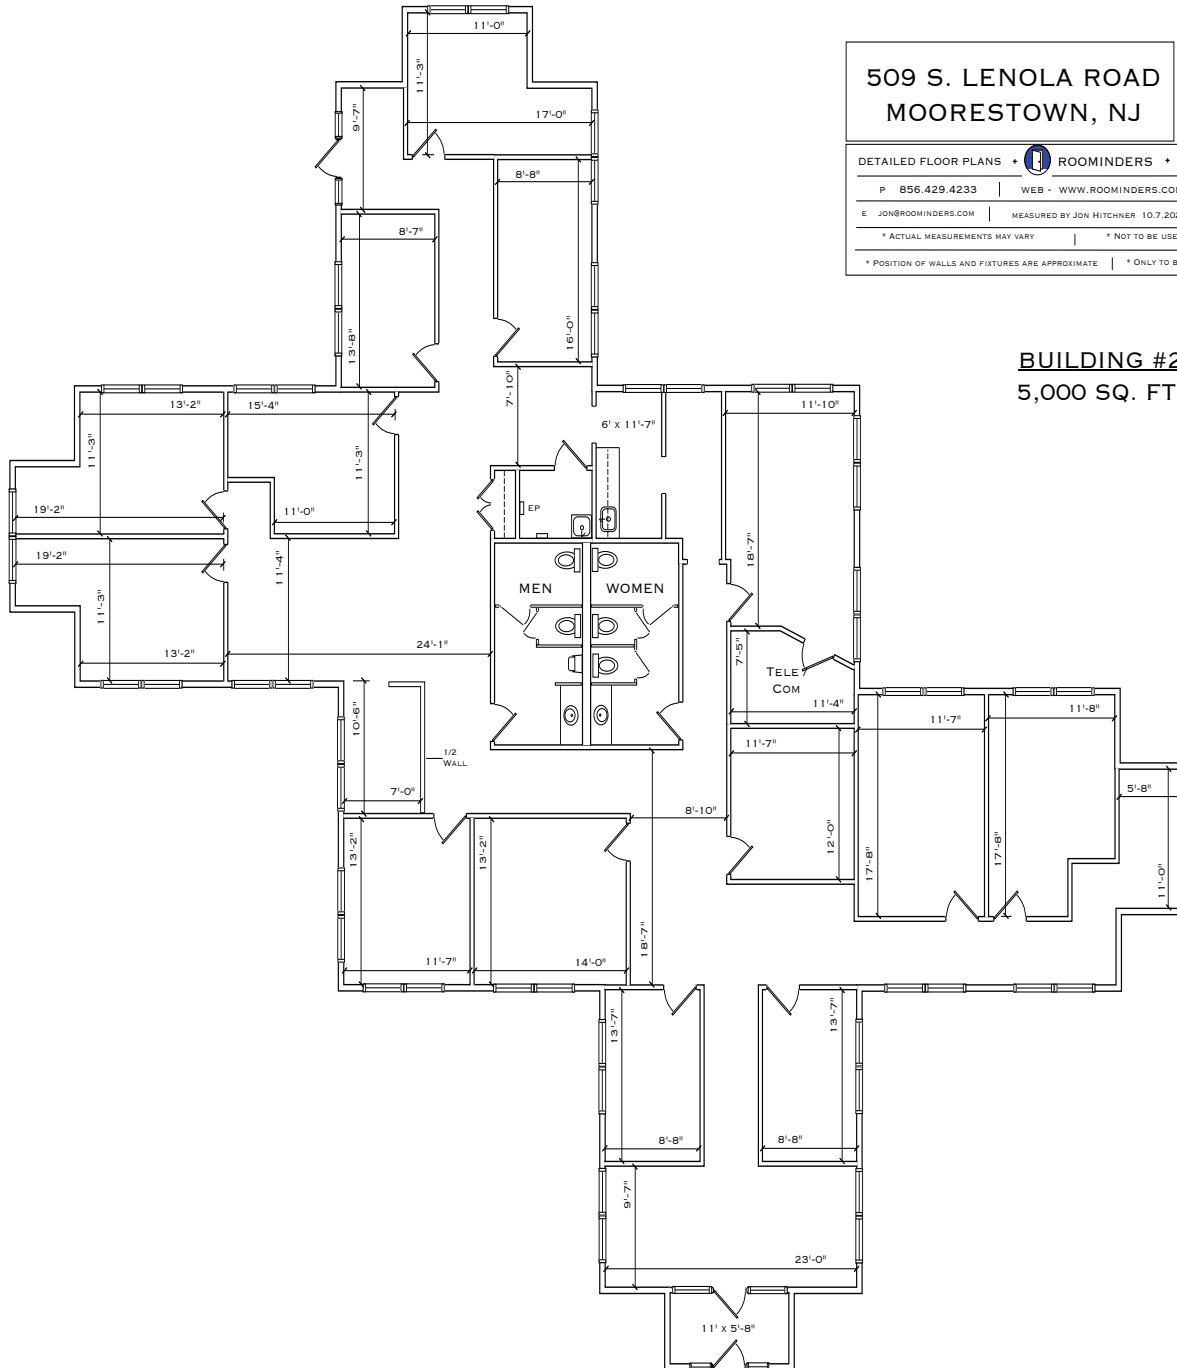 11'-0"
11'-3"
17'-0"
9'-7"
8'-8"
8'-7"
13'-8"
16'-0"
509 S. LENOLA ROAD
MOORESTOWN, NJ
DETAILED FLOOR PLANS ROOMINDERS
P 856.429.4233 WEB - WWW.ROOMINDERS.CO
E JON@ROOMINDERS.COM MEASURED BY JON HITCHNER 10.7.20
* ACTUAL MEASUREMENTS MAY VARY * NOT TO BE USE
* POSITION OF WALLS AND FIXTURES ARE APPROXIMATE * ONLY TO B
BUILDING #2
5,000 SQ. FT
7'-10"
13'-2"
15'-4"
11'-10"
6' X 11'-7"
11'-3"
11'-3"
19'-2"
11'-0"
EP
19'-2"
11'-4"
18'-7"
MEN
WOMEN
11'-3"
13'-2"
24'-1"
7'-5"
TELE /
COM
11'-4"
10'-6"
1/2
WALL
7'-0"
11'-7"
11'-7"
11'-8"
5'-8"
8'-10"
12'-0"
17'-8"
17'-8"
11'-0"
13'-2"
13'-2"
11'-7"
14'-0"
18'-7"
13'-7"
13'-7"
8'-8"
8'-8"
9'-7"
23'-0"
11' X 5'-8"